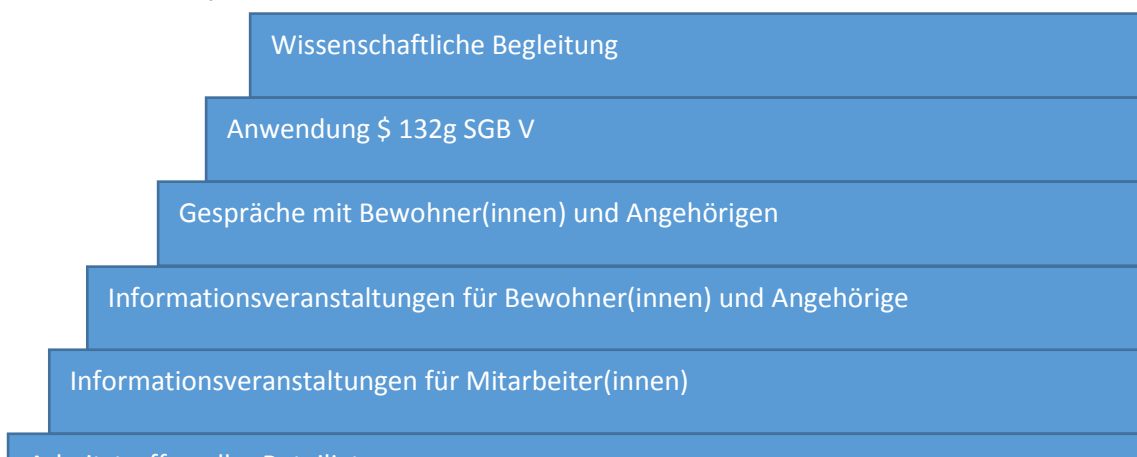 Wissenschaftliche Begleitung
Anwendung $ 132g SGB V
Gespräche mit Bewohner(innen) und Angehörigen
Informationsveranstaltungen für Bewohner(innen) und Angehörige
Informationsveranstaltungen für Mitarbeiter(innen)